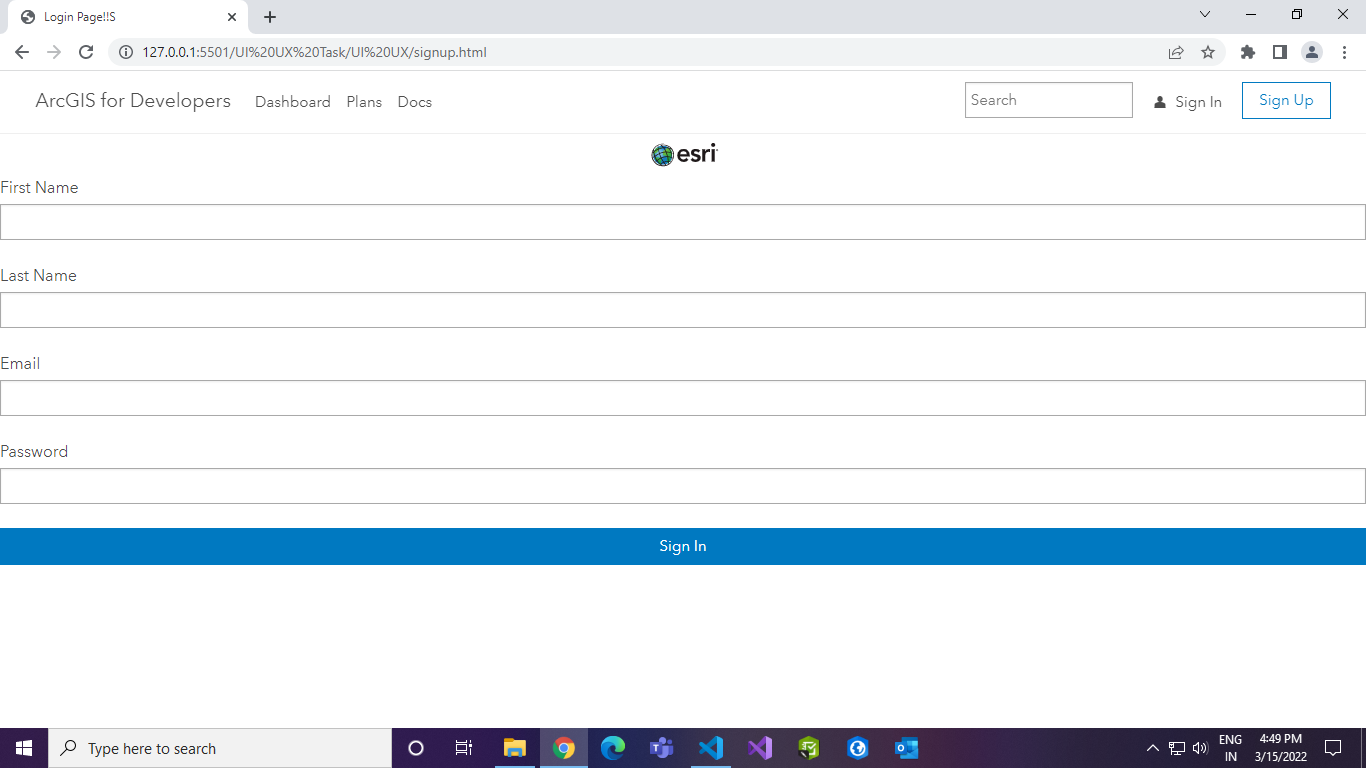 Login Page!!S
127.0.0.1:5501/UI%20UX%20Task/UI%20UX/signup.html
ArcGIS for Developers Dashboard Plans Docs Search Sign In Sign Up
esri
First Name
Last Name
Email
Password
Sign In
Type here to search
ENG 4:49 PM
IN 3/15/2022